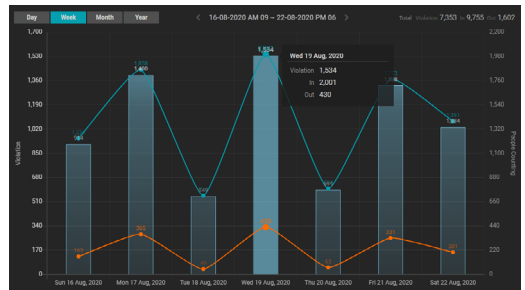 Day Week Month Year
16-08-2020 AM 09 ~ 22-08-2020 PM 06
Total Violation 7,353 In 9,755 Out 1,602
1,700
1,530
1,360
1,190
1,020
850
680
510
340
170
0
Violation
2,200
1,980
1,760
1,540
1,320
1,100
880
660
440
220
0
People Counting
1,534
Wed 19 Aug, 2020
Violation 1,534
In 2,001
Out 430
Sun 16 Aug, 2020
Mon 17 Aug, 2020
Tue 18 Aug, 2020
Wed 19 Aug, 2020
Thu 20 Aug, 2020
Fri 21 Aug, 2020
Sat 22 Aug, 2020